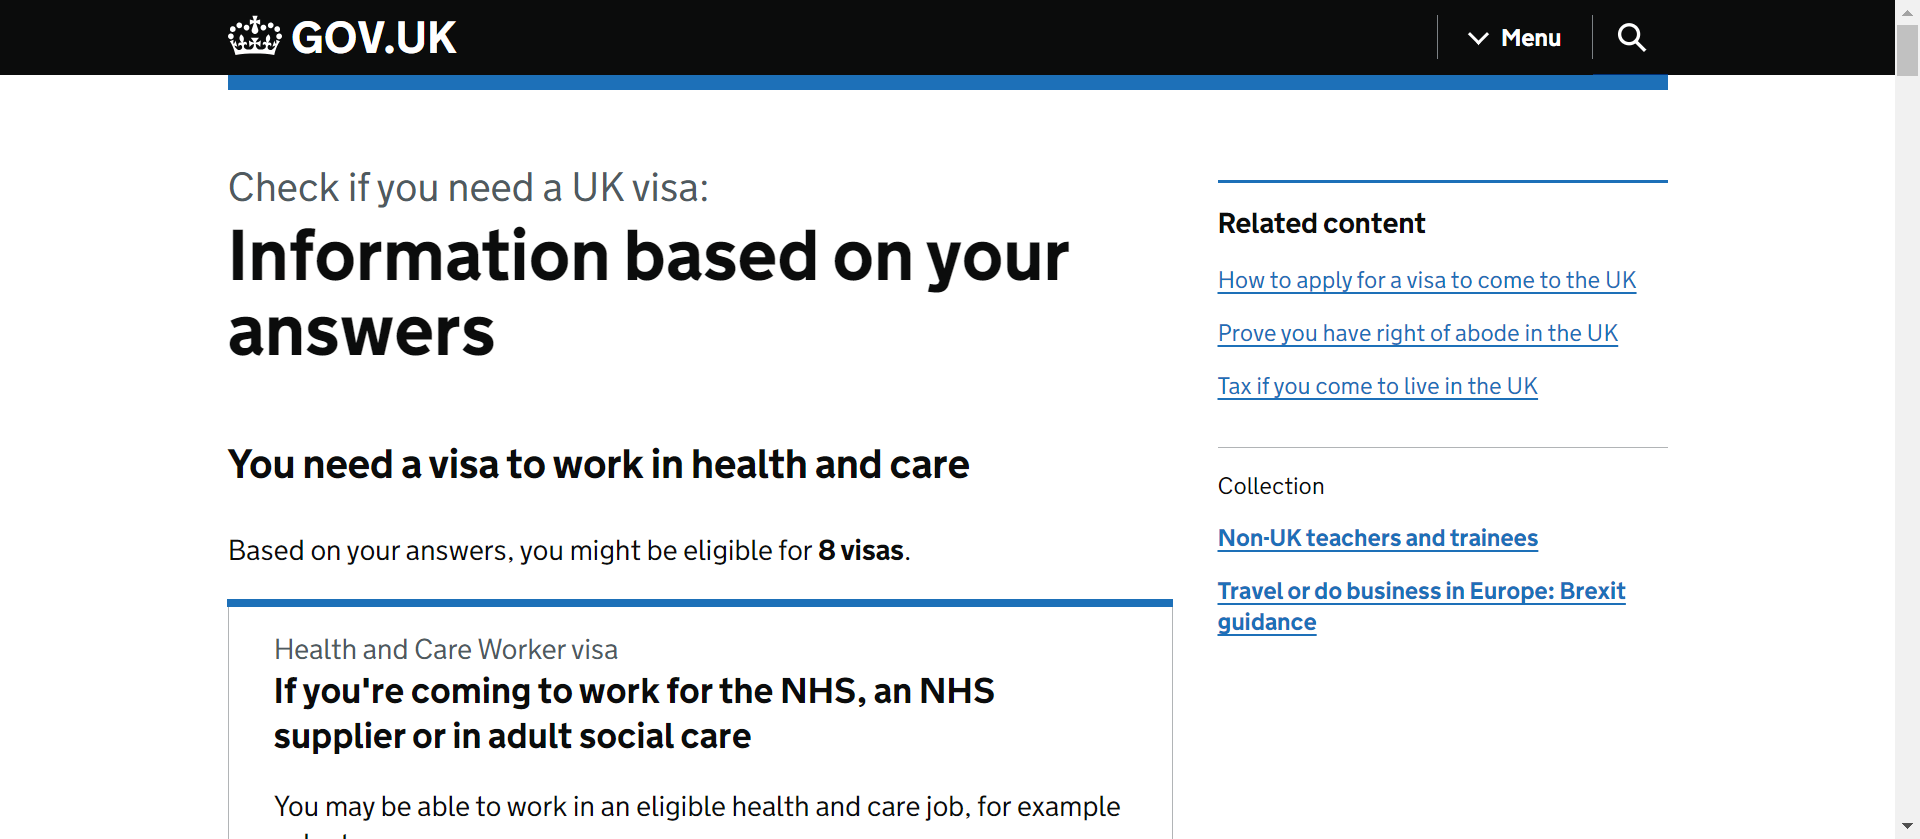 GOV.UK
Menu
Check if you need a UK visa:
Information based on your
answers
You need a visa to work in health and care
Based on your answers, you might be eligible for 8 visas.
Health and Care Worker visa
If you're coming to work for the NHS, an NHS
supplier or in adult social care
You may be able to work in an eligible health and care job, for example
Related content
How to apply for a visa to come to the UK
Prove you have right of abode in the UK
Tax if you come to live in the UK
Collection
Non-UK teachers and trainees
Travel or do business in Europe: Brexit
guidance